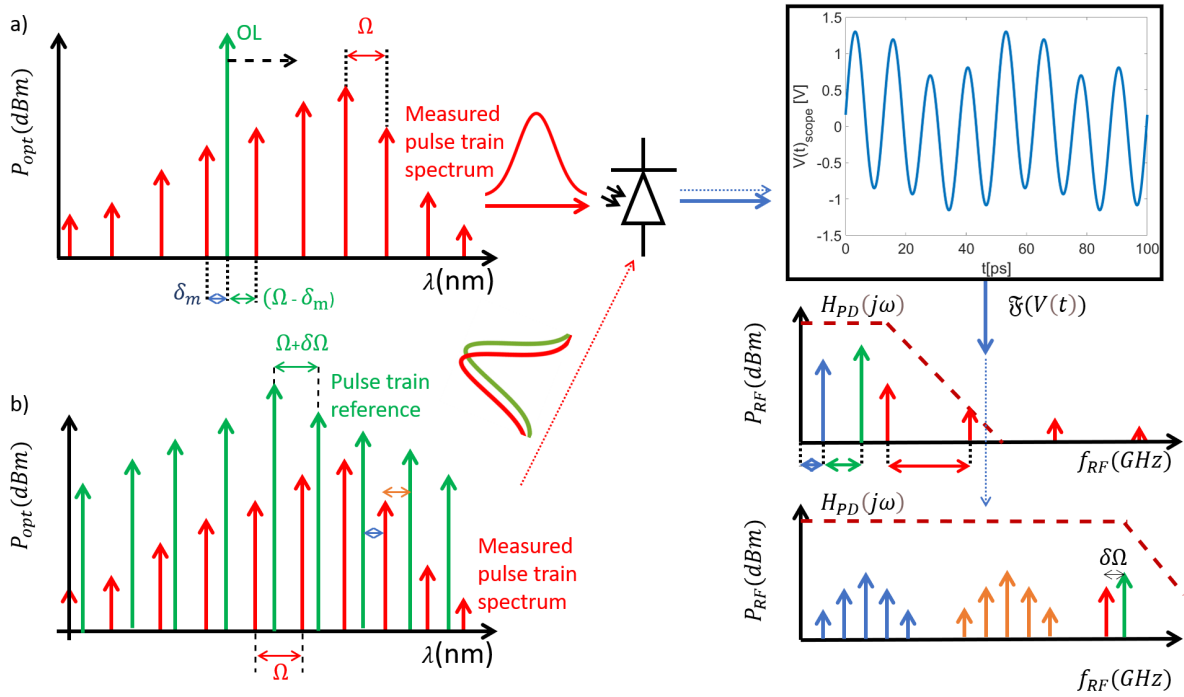 a)
OL
Ω
P_opt(dBm)
Measured
pulse train
spectrum
λ(nm)
δ_m
(Ω - δ_m)
1.5
1
0.5
0
-0.5
-1
-1.5
V(t)_scope [V]
0
20
40
60
80
100
t[ps]
𝔉(V(t))
H_PD(jω)
P_RF(dBm)
f_RF(GHz)
b)
Ω+δΩ
Pulse train
reference
P_opt(dBm)
Measured
pulse train
spectrum
λ(nm)
Ω
H_PD(jω)
P_RF(dBm)
δΩ
f_RF(GHz)